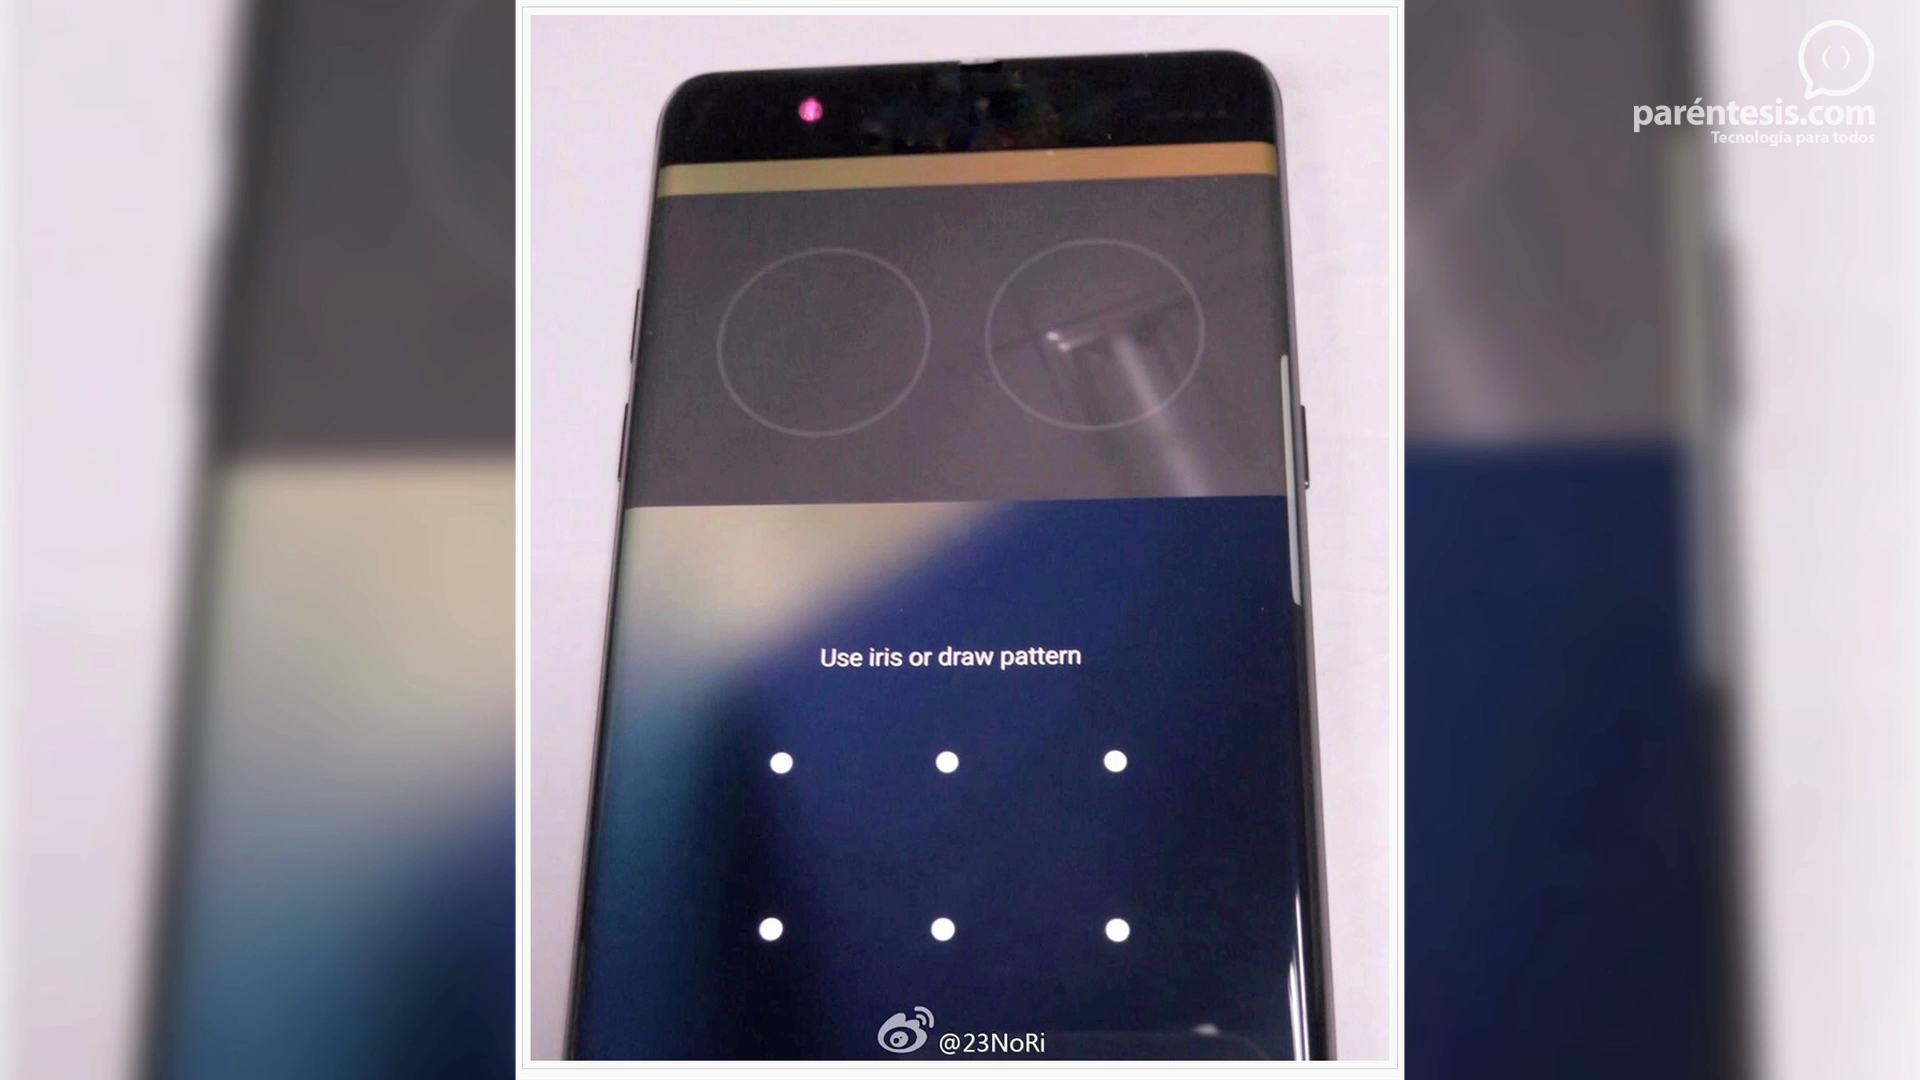 ( )
paréntesis.com
Tecnología para todos
Use iris or draw pattern
@23NoRi